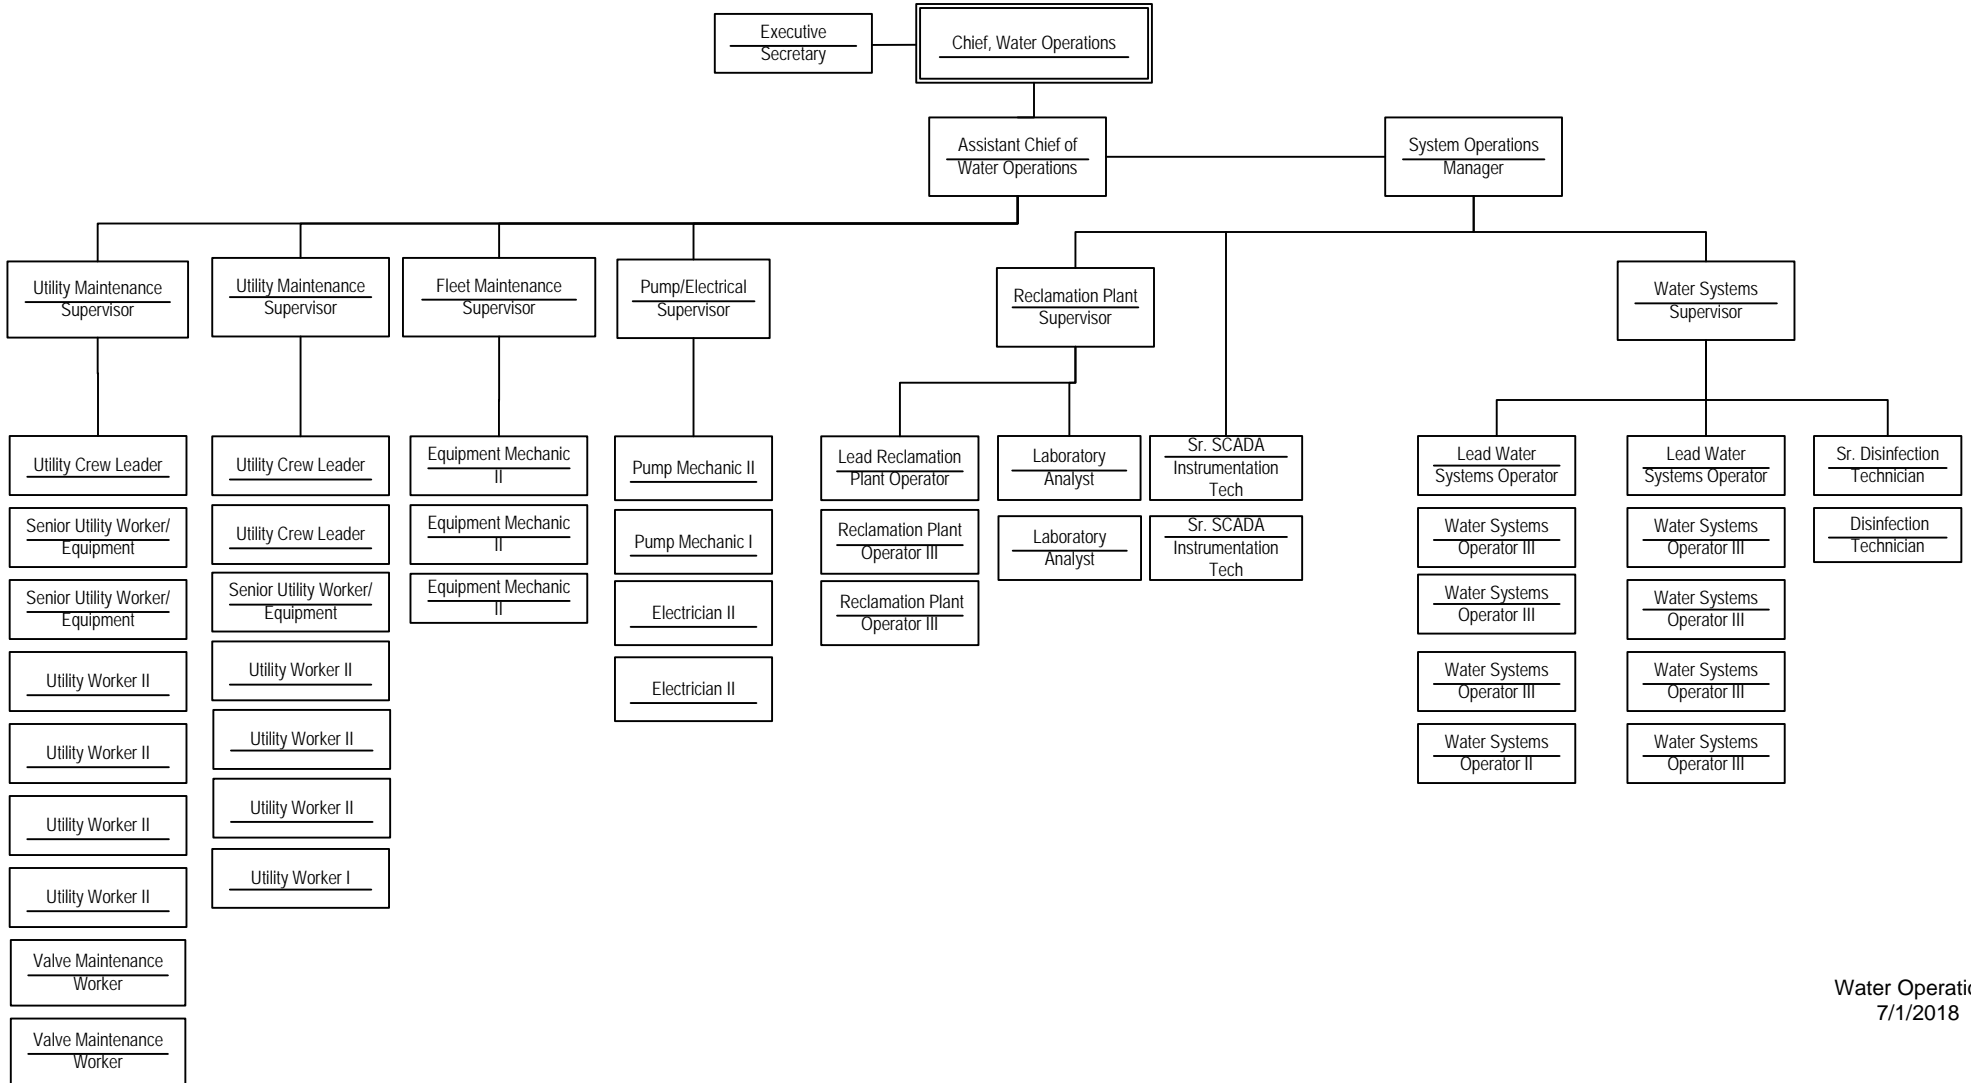 Executive
Secretary
Chief, Water Operations
Assistant Chief of
Water Operations
System Operations
Manager
Utility Maintenance
Supervisor
Utility Maintenance
Supervisor
Fleet Maintenance
Supervisor
Pump/Electrical
Supervisor
Reclamation Plant
Supervisor
Water Systems
Supervisor
Utility Crew Leader
Senior Utility Worker/
Equipment
Senior Utility Worker/
Equipment
Utility Worker II
Utility Worker II
Utility Worker II
Utility Worker II
Valve Maintenance
Worker
Valve Maintenance
Worker
Utility Crew Leader
Utility Crew Leader
Senior Utility Worker/
Equipment
Utility Worker II
Utility Worker II
Utility Worker II
Utility Worker I
Equipment Mechanic
II
Equipment Mechanic
II
Equipment Mechanic
II
Pump Mechanic II
Pump Mechanic I
Electrician II
Electrician II
Lead Reclamation
Plant Operator
Reclamation Plant
Operator III
Reclamation Plant
Operator III
Laboratory
Analyst
Laboratory
Analyst
Sr. SCADA
Instrumentation
Tech
Sr. SCADA
Instrumentation
Tech
Lead Water
Systems Operator
Water Systems
Operator III
Water Systems
Operator III
Water Systems
Operator III
Water Systems
Operator II
Lead Water
Systems Operator
Water Systems
Operator III
Water Systems
Operator III
Water Systems
Operator III
Water Systems
Operator III
Sr. Disinfection
Technician
Disinfection
Technician
Water
7/1/2018